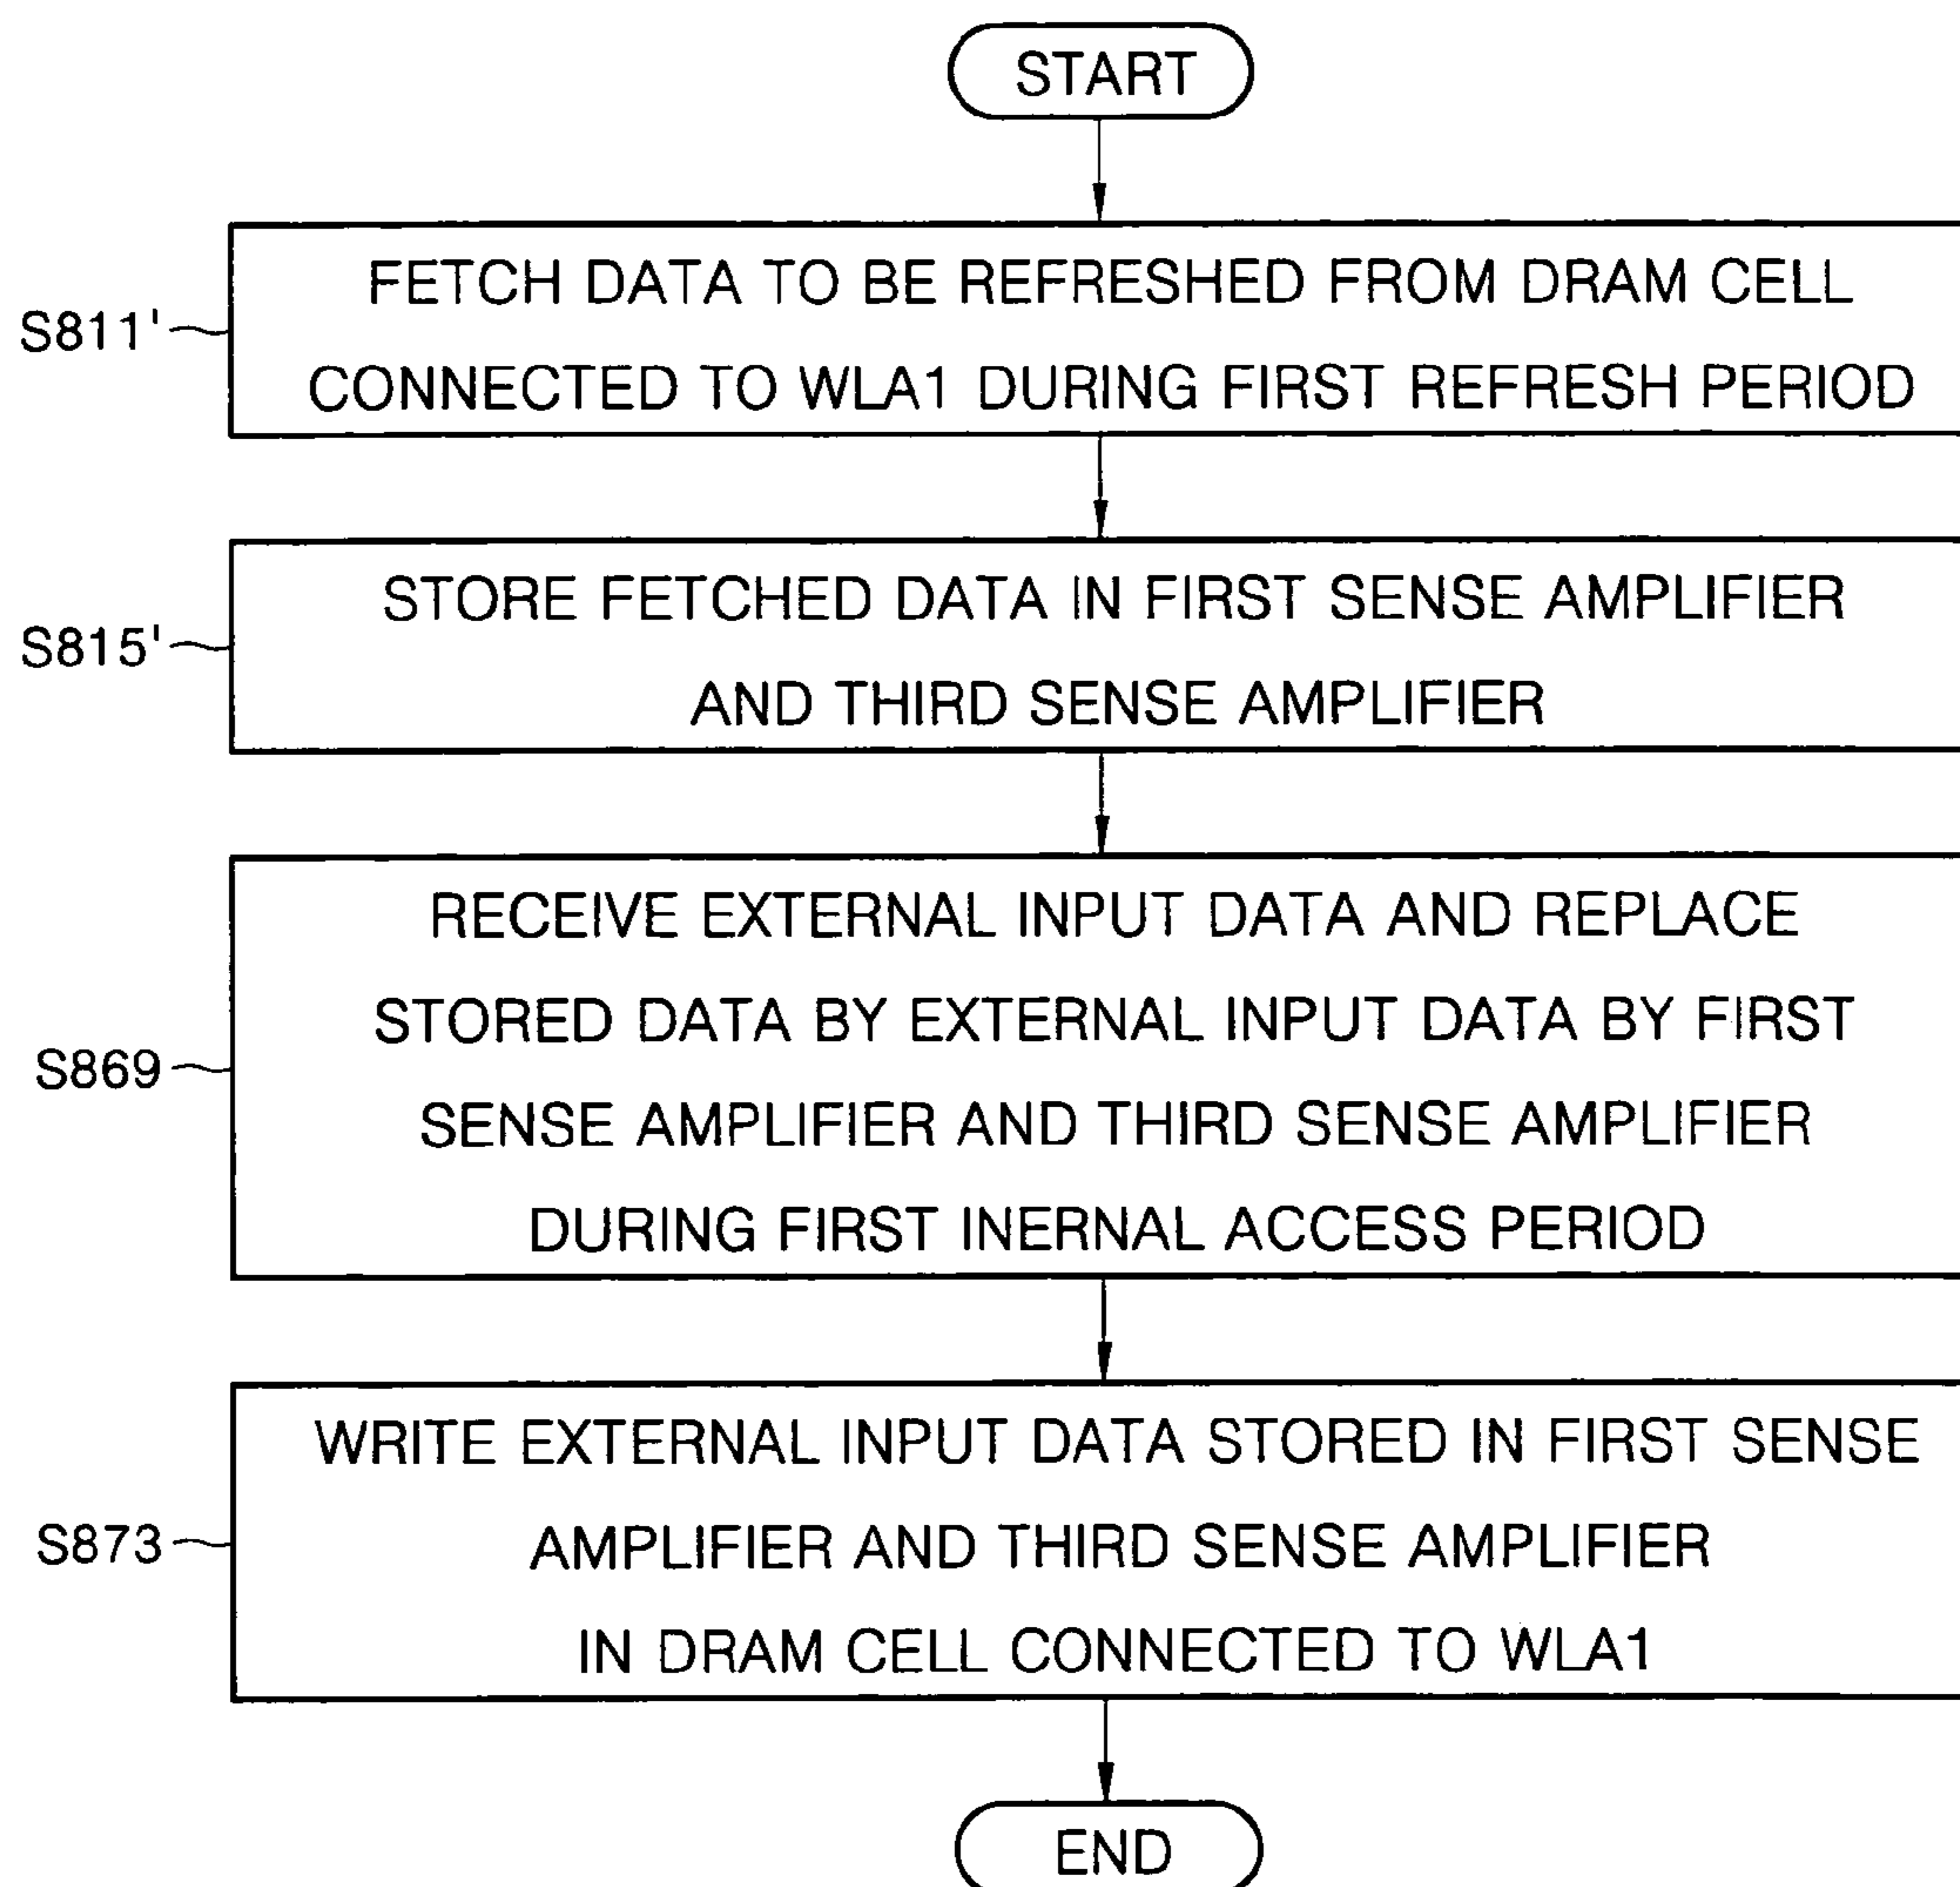 START
S811'
FETCH DATA TO BE REFRESHED FROM DRAM CELL
CONNECTED TO WLA1 DURING FIRST REFRESH PERIOD
S815'
STORE FETCHED DATA IN FIRST SENSE AMPLIFIER
AND THIRD SENSE AMPLIFIER
S869
RECEIVE EXTERNAL INPUT DATA AND REPLACE
STORED DATA BY EXTERNAL INPUT DATA BY FIRST
SENSE AMPLIFIER AND THIRD SENSE AMPLIFIER
DURING FIRST INERNAL ACCESS PERIOD
S873
WRITE EXTERNAL INPUT DATA STORED IN FIRST SENSE
AMPLIFIER AND THIRD SENSE AMPLIFIER
IN DRAM CELL CONNECTED TO WLA1
END